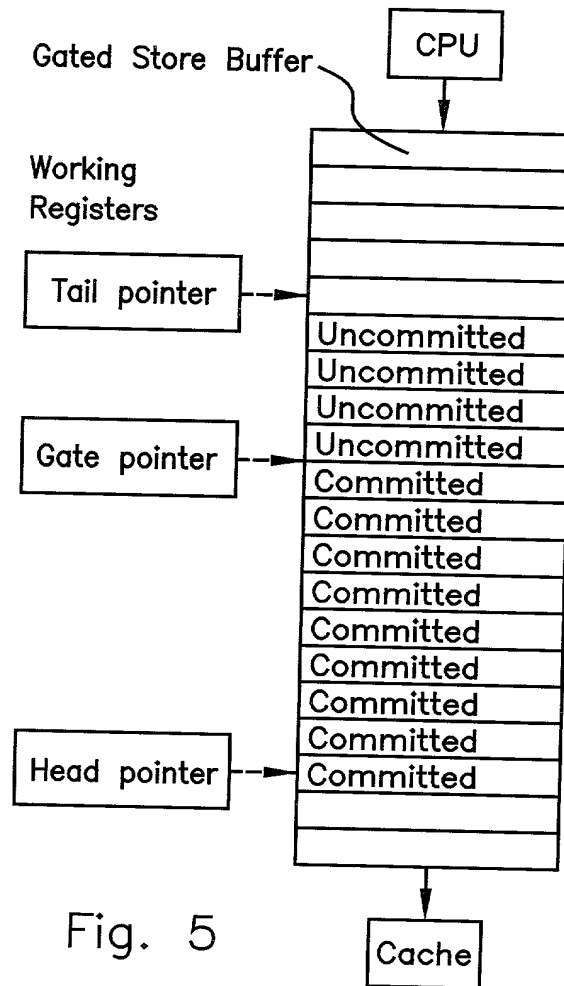 CPU
Gated Store Buffer
Working
Registers
Tail pointer
Uncommitted
Uncommitted
Uncommitted
Uncommitted
Gate pointer
Committed
Committed
Committed
Committed
Committed
Committed
Committed
Committed
Head pointer
Committed
Fig. 5
Cache